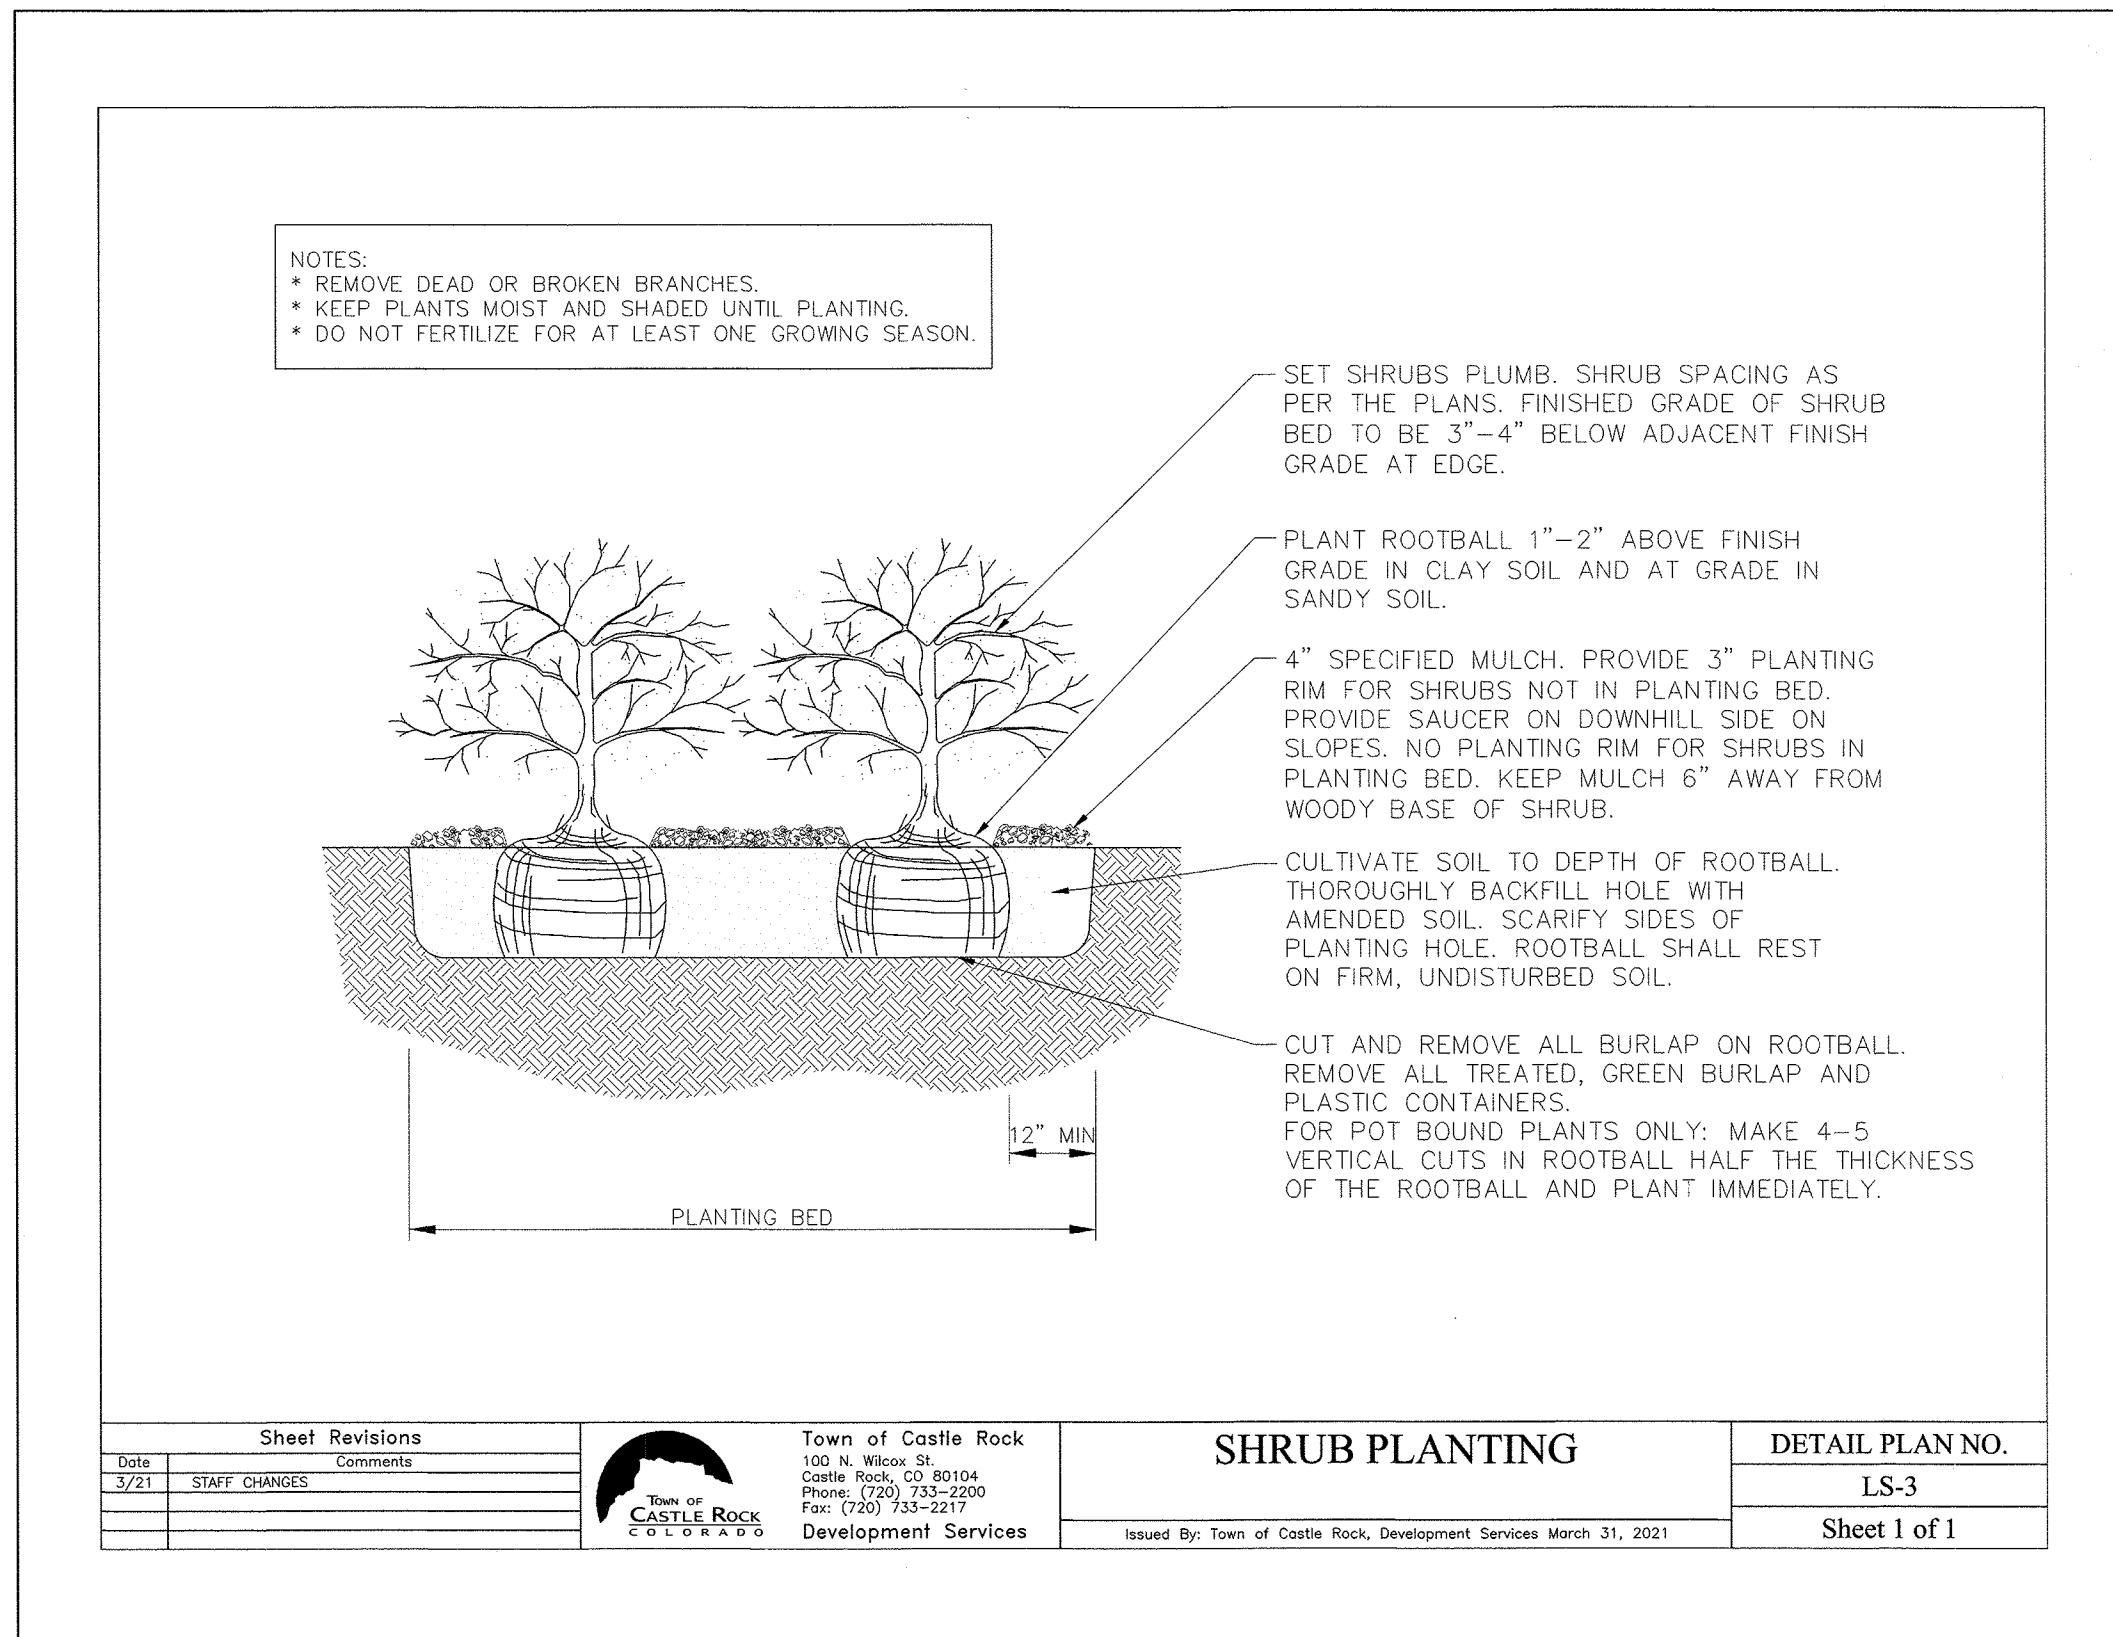 NOTES:
* REMOVE DEAD OR BROKEN BRANCHES.
* KEEP PLANTS MOIST AND SHADED UNTIL PLANTING.
* DO NOT FERTILIZE FOR AT LEAST ONE GROWING SEASON.
SET SHRUBS PLUMB. SHRUB SPACING AS
PER THE PLANS. FINISHED GRADE OF SHRUB
BED TO BE 3"-4" BELOW ADJACENT FINISH
GRADE AT EDGE.
PLANT ROOTBALL 1"-2" ABOVE FINISH
GRADE IN CLAY SOIL AND AT GRADE IN
SANDY SOIL.
4" SPECIFIED MULCH. PROVIDE 3" PLANTING
RIM FOR SHRUBS NOT IN PLANTING BED.
PROVIDE SAUCER ON DOWNHILL SIDE ON
SLOPES. NO PLANTING RIM FOR SHRUBS IN
PLANTING BED. KEEP MULCH 6" AWAY FROM
WOODY BASE OF SHRUB.
CULTIVATE SOIL TO DEPTH OF ROOTBALL.
THOROUGHLY BACKFILL HOLE WITH
AMENDED SOIL. SCARIFY SIDES OF
PLANTING HOLE. ROOTBALL SHALL REST
ON FIRM, UNDISTURBED SOIL.
CUT AND REMOVE ALL BURLAP ON ROOTBALL.
REMOVE ALL TREATED, GREEN BURLAP AND
PLASTIC CONTAINERS.
FOR POT BOUND PLANTS ONLY: MAKE 4-5
VERTICAL CUTS IN ROOTBALL HALF THE THICKNESS
OF THE ROOTBALL AND PLANT IMMEDIATELY.
12" MIN
PLANTING BED
Sheet Revisions
Date Comments
3/21 STAFF CHANGES
TOWN OF
CASTLE ROCK
COLORADO
Town of Castle Rock
100 N. Wilcox St.
Castle Rock, CO 80104
Phone: (720) 733-2200
Fax: (720) 733-2217
Development Services
SHRUB PLANTING
Issued By: Town of Castle Rock, Development Services March 31, 2021
DETAIL PLAN NO.
LS-3
Sheet 1 of 1